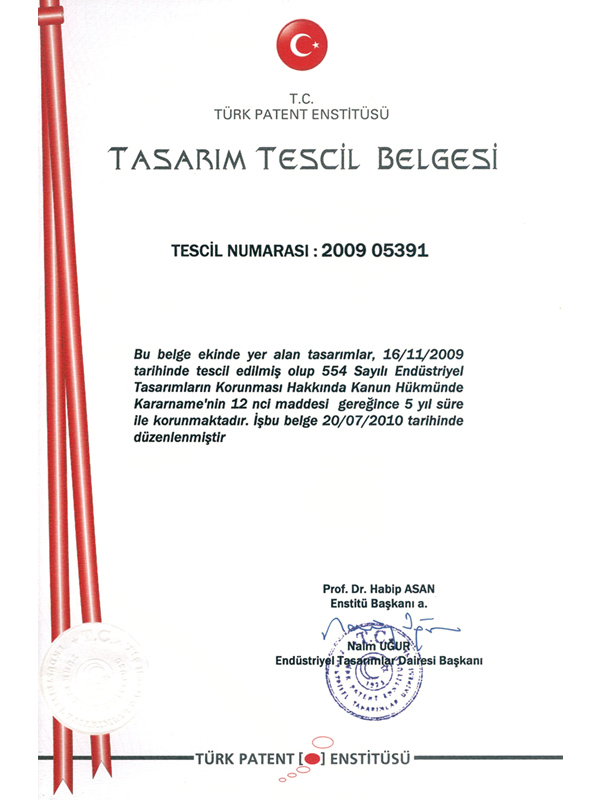 T.C.
TÜRK PATENT ENSTİTÜSÜ
TASARIM TESCİL BELGESİ
TESCİL NUMARASI : 2009 05391
Bu belge ekinde yer alan tasarımlar, 16/11/2009
tarihinde tescil edilmiş olup 554 Sayılı Endüstriyel
Tasarımların Korunması Hakkında Kanun Hükmünde
Kararname'nin 12 nci maddesi gereğince 5 yıl süre
ile korunmaktadır. İşbu belge 20/07/2010 tarihinde
düzenlenmiştir
Prof. Dr. Habip ASAN
Enstitü Başkanı a.
Naim UĞUR
Endüstriyel Tasarımlar Dairesi Başkanı
T.C.
TÜRK PATENT [ ] ENSTİTÜSÜ